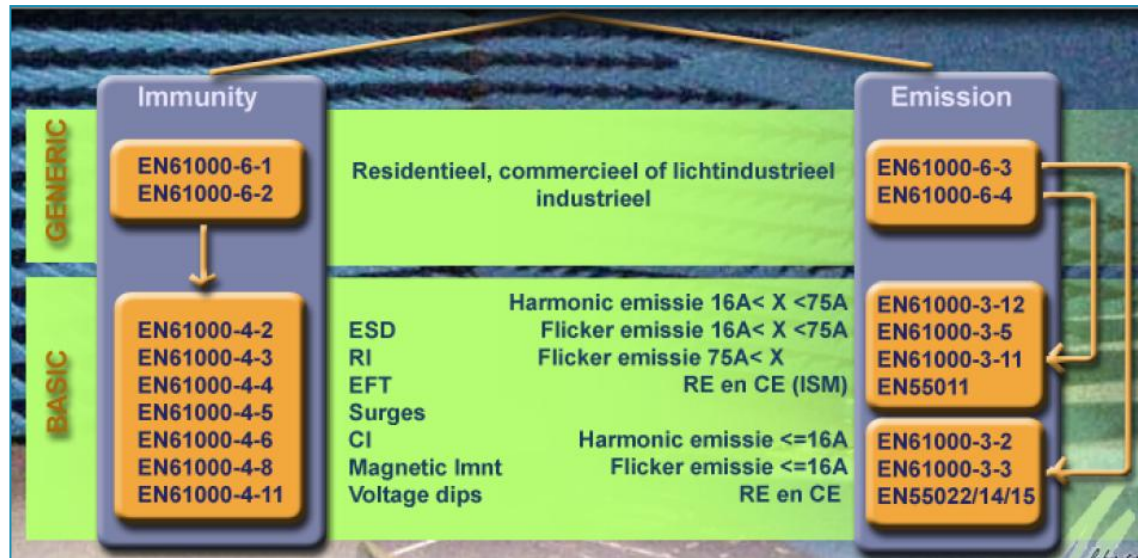 Immunity
Emission
GENERIC
EN61000-6-1
EN61000-6-2
Residentieel, commercieel of lichtindustrieel
industrieel
EN61000-6-3
EN61000-6-4
BASIC
EN61000-4-2
EN61000-4-3
EN61000-4-4
EN61000-4-5
EN61000-4-6
EN61000-4-8
EN61000-4-11
ESD
RI
EFT
Surges
CI
Magnetic Imnt
Voltage dips
Harmonic emissie 16A< X <75A
Flicker emissie 16A< X <75A
Flicker emissie 75A< X
RE en CE (ISM)
Harmonic emissie <=16A
Flicker emissie <=16A
RE en CE
EN61000-3-12
EN61000-3-5
EN61000-3-11
EN55011
EN61000-3-2
EN61000-3-3
EN55022/14/15